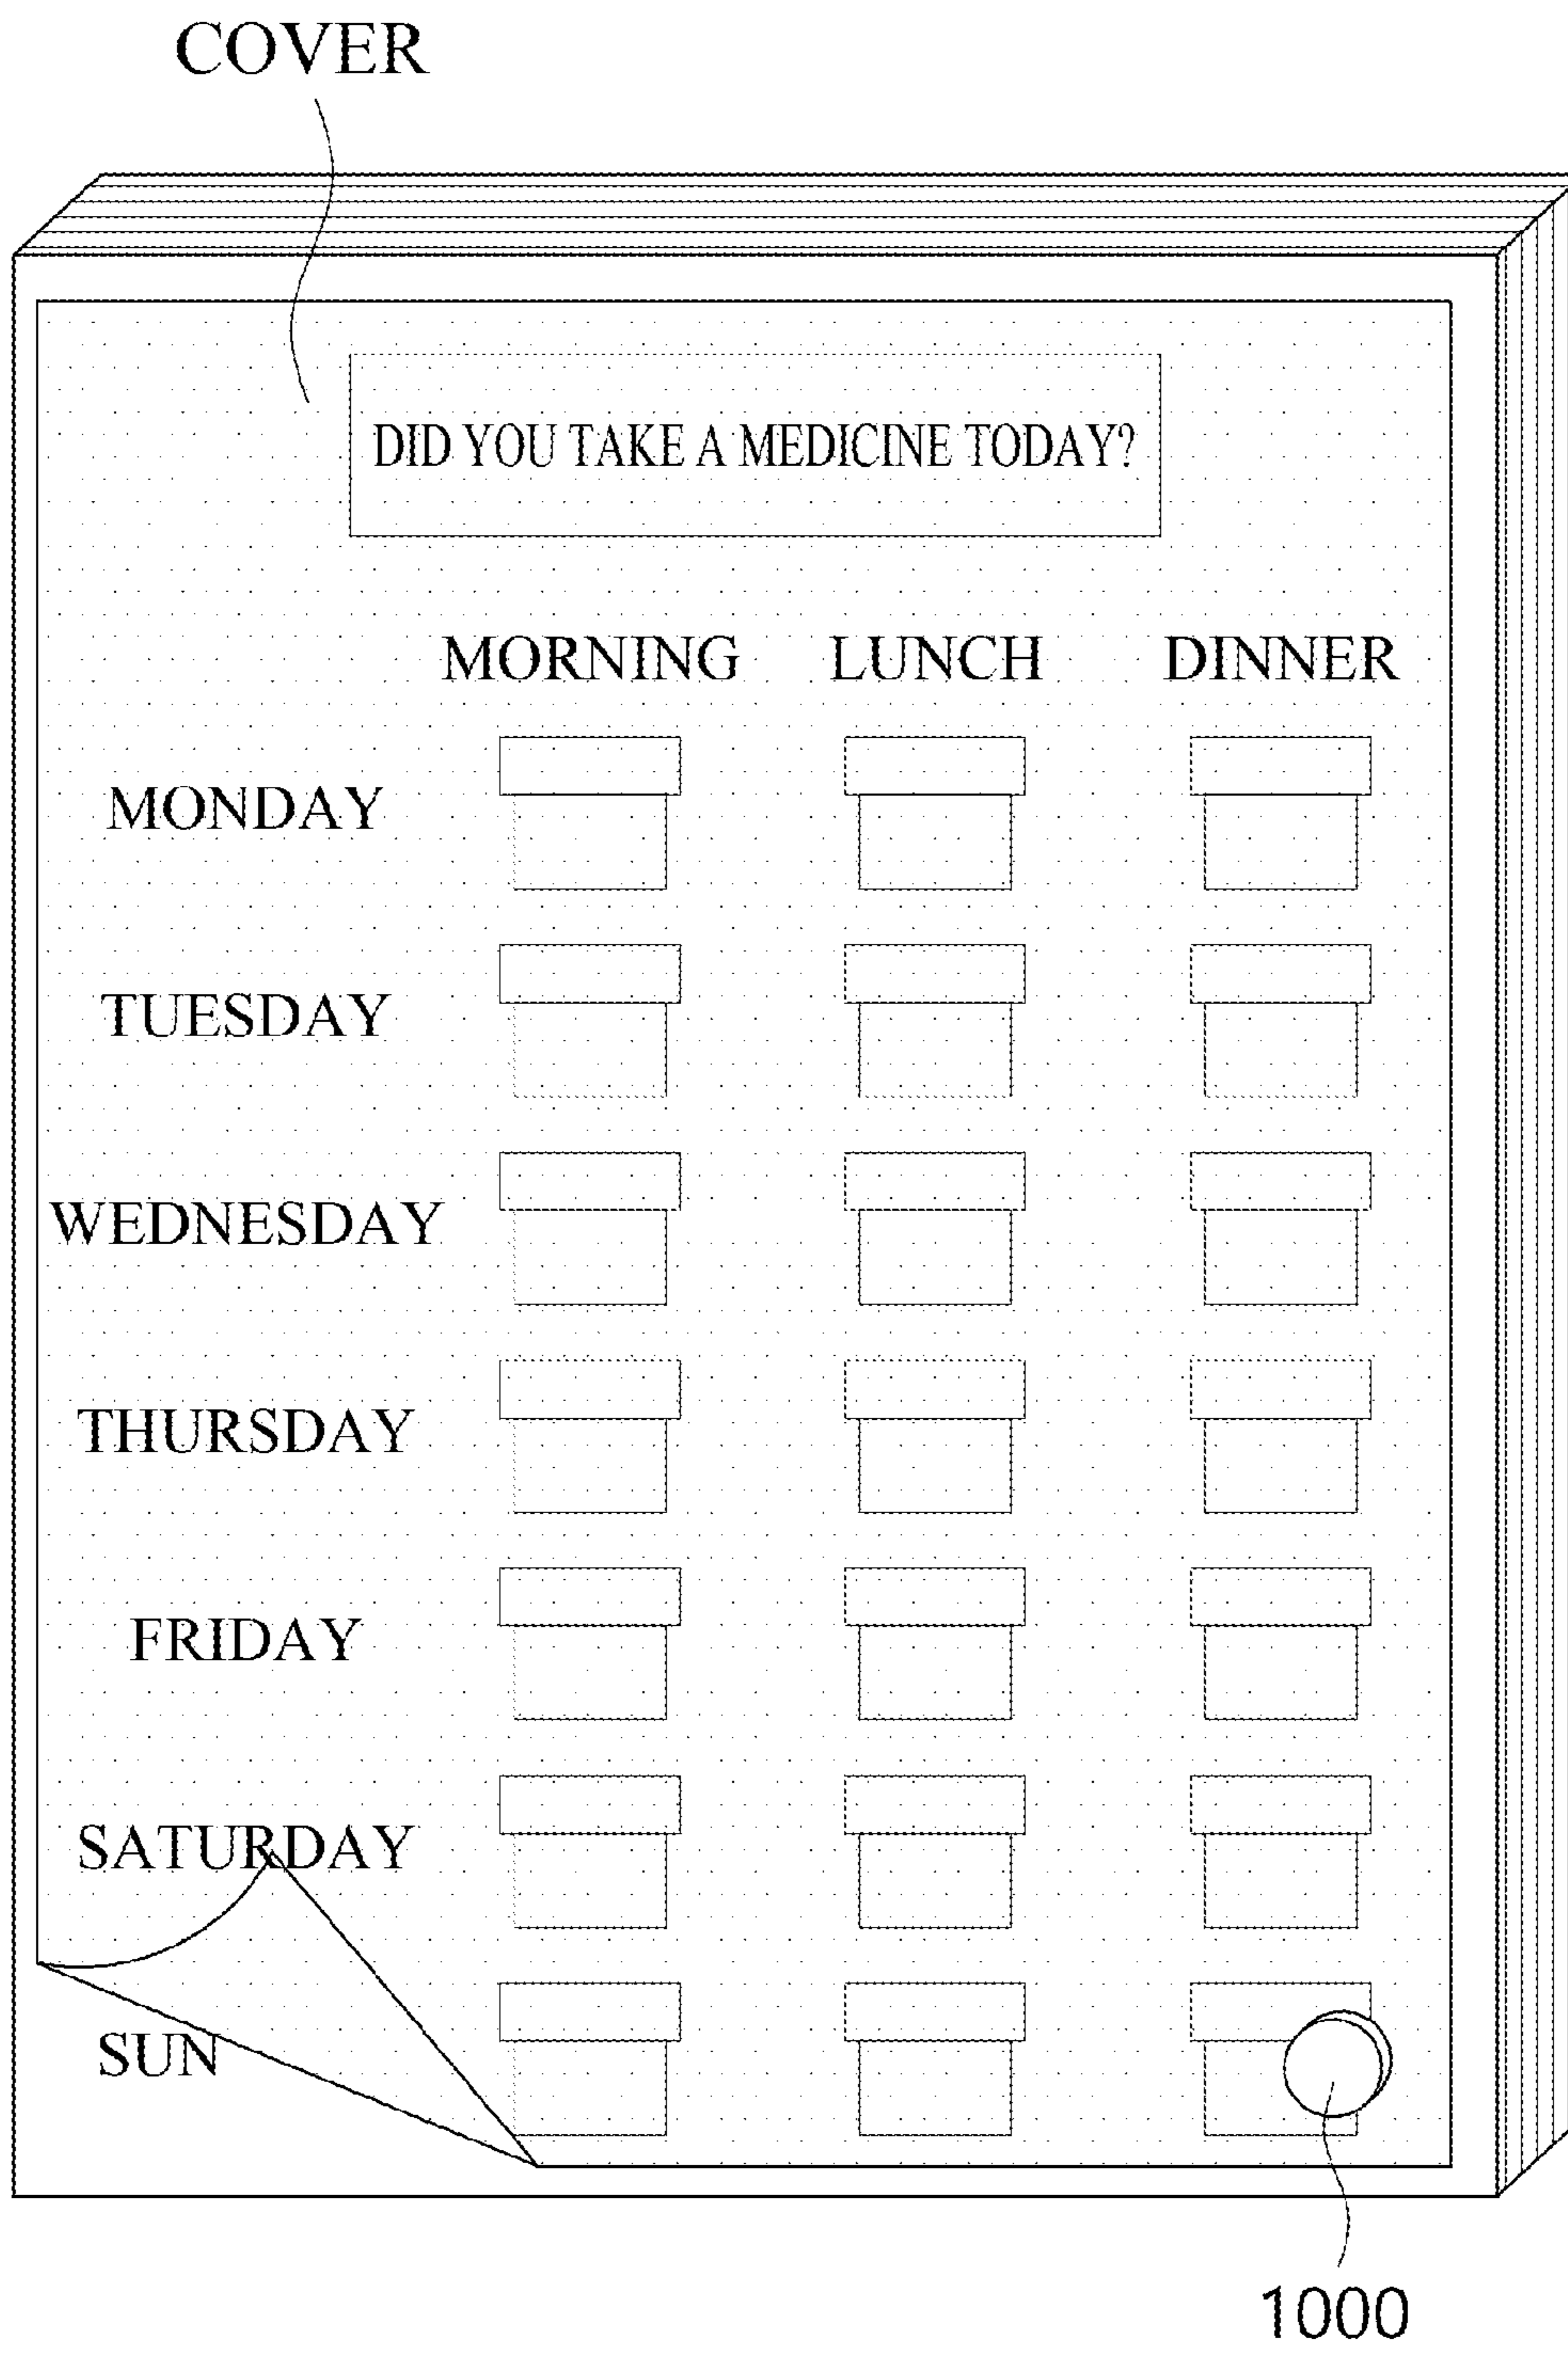 COVER
DID YOU TAKE A MEDICINE TODAY?
MORNING LUNCH DINNER
MONDAY
TUESDAY
WEDNESDAY
THURSDAY
FRIDAY
SATURDAY
SUN
1000